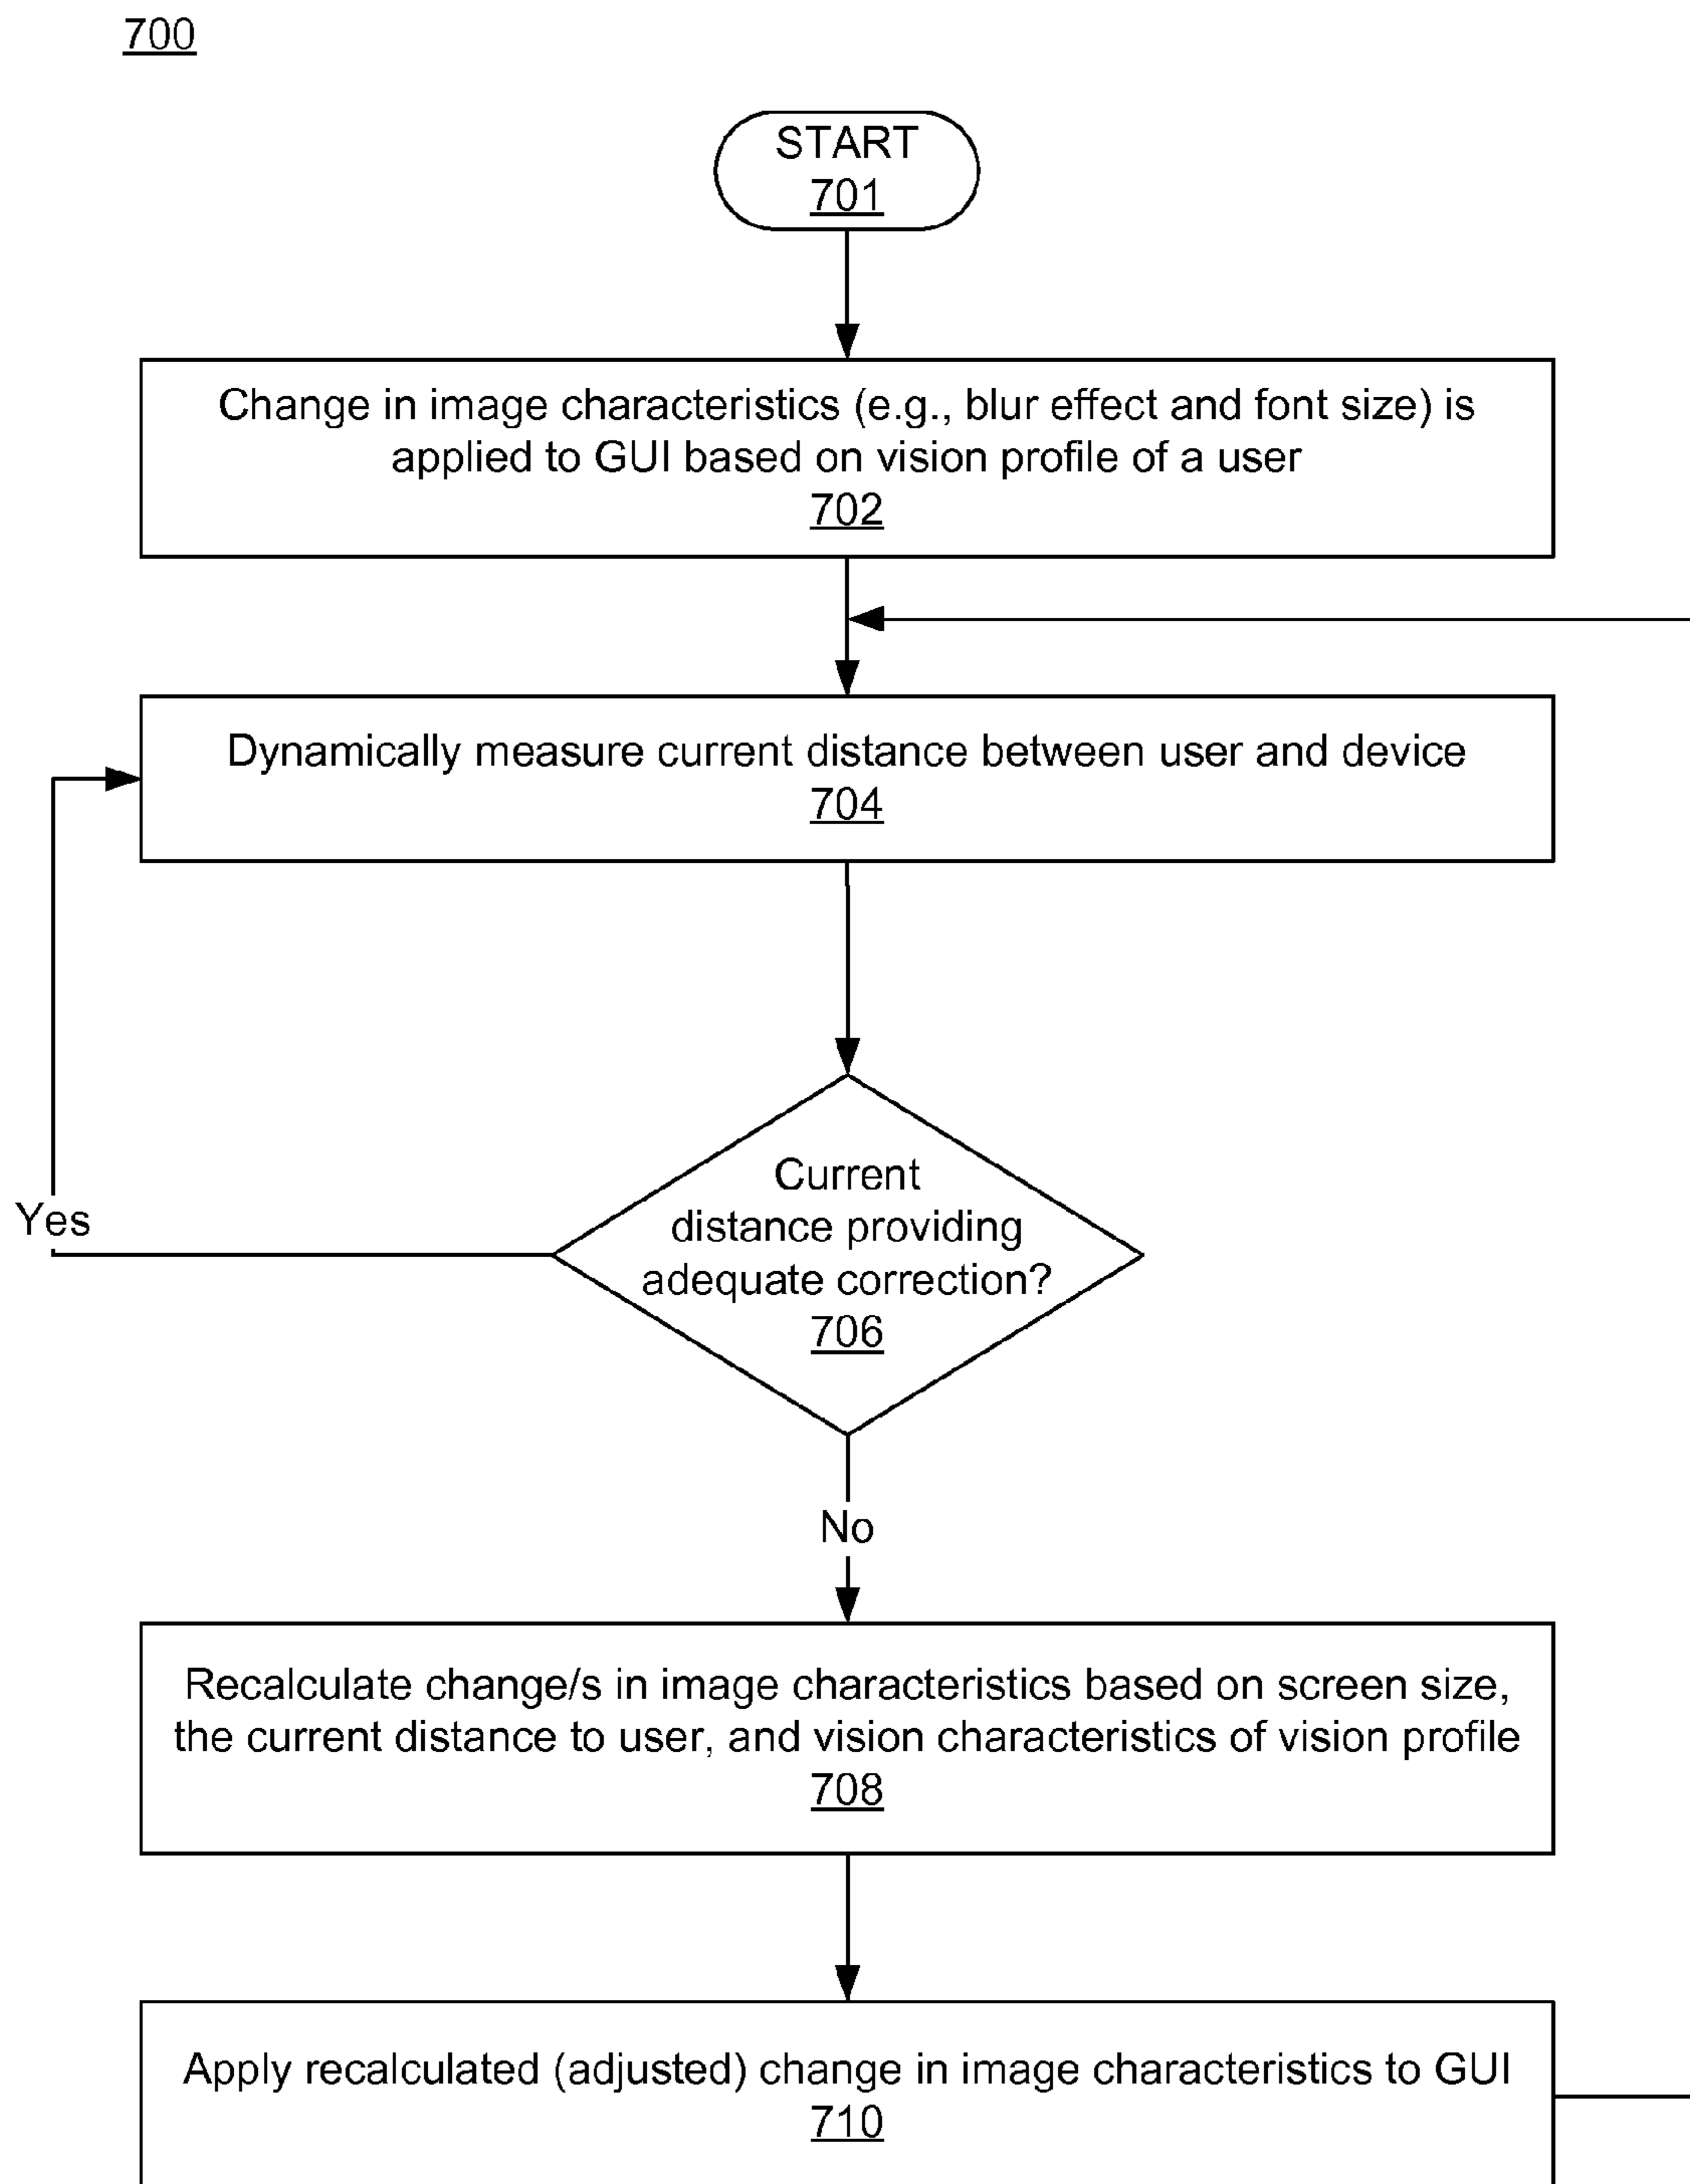 700
START
701
Change in image characteristics (e.g., blur effect and font size) is
applied to GUI based on vision profile of a user
702
Dynamically measure current distance between user and device
704
Current
distance providing
adequate correction?
706
Yes
No
Recalculate change/s in image characteristics based on screen size,
the current distance to user, and vision characteristics of vision profile
708
Apply recalculated (adjusted) change in image characteristics to GUI
710